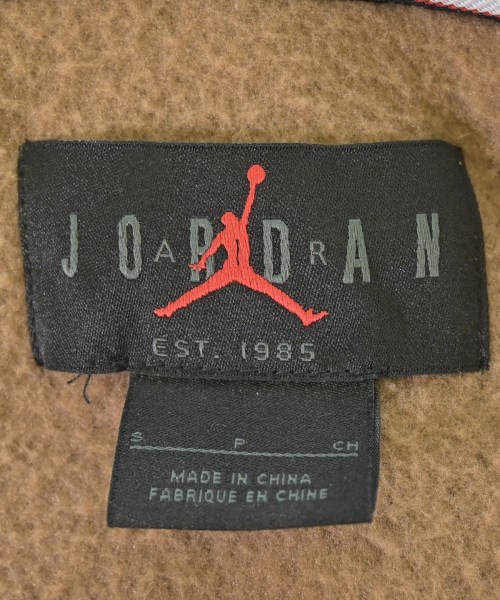 JORDAN
AIR
EST. 1985
S P CH
MADE IN CHINA
FABRIQUE EN CHINE